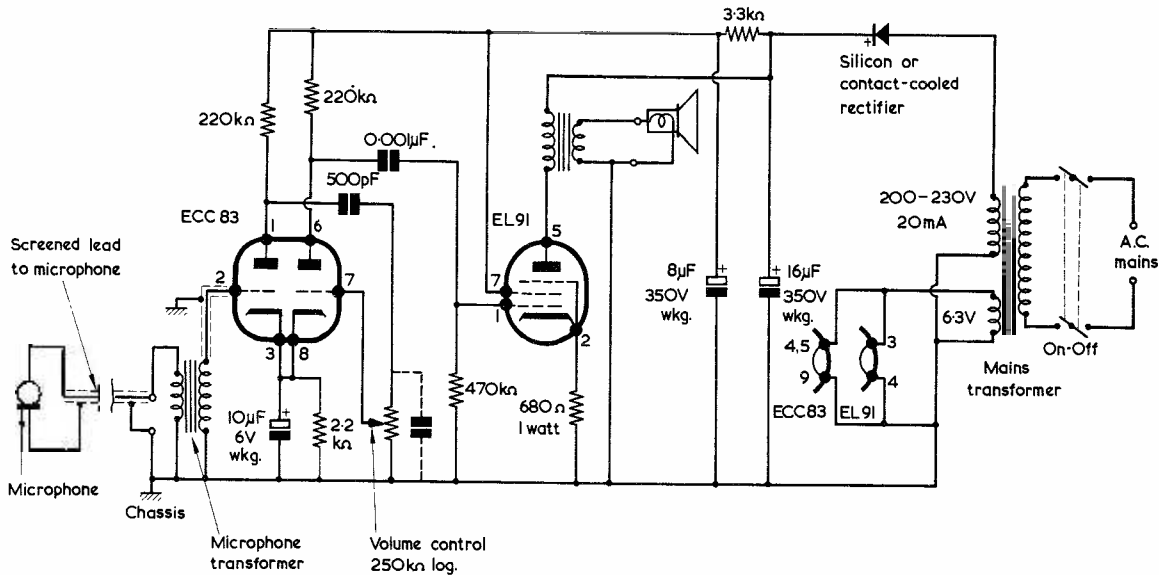 3·3kΩ
Silicon or
contact-cooled
rectifier
220kΩ
220kΩ
0·001µF.
500pF
ECC 83
1
6
EL91
5
200-230V
20mA
A.C.
mains
Screened lead
to microphone
2
7
7
1
8µF
350V
wkg.
16µF
350V
wkg.
6·3V
On-Off
Mains
transformer
3
8
2
4,5
9
3
4
ECC83
EL91
10µF
6V
wkg.
2·2
kΩ
470kΩ
680Ω
1 watt
Microphone
Chassis
Microphone
transformer
Volume control
250kΩ log.
+
+
+
+